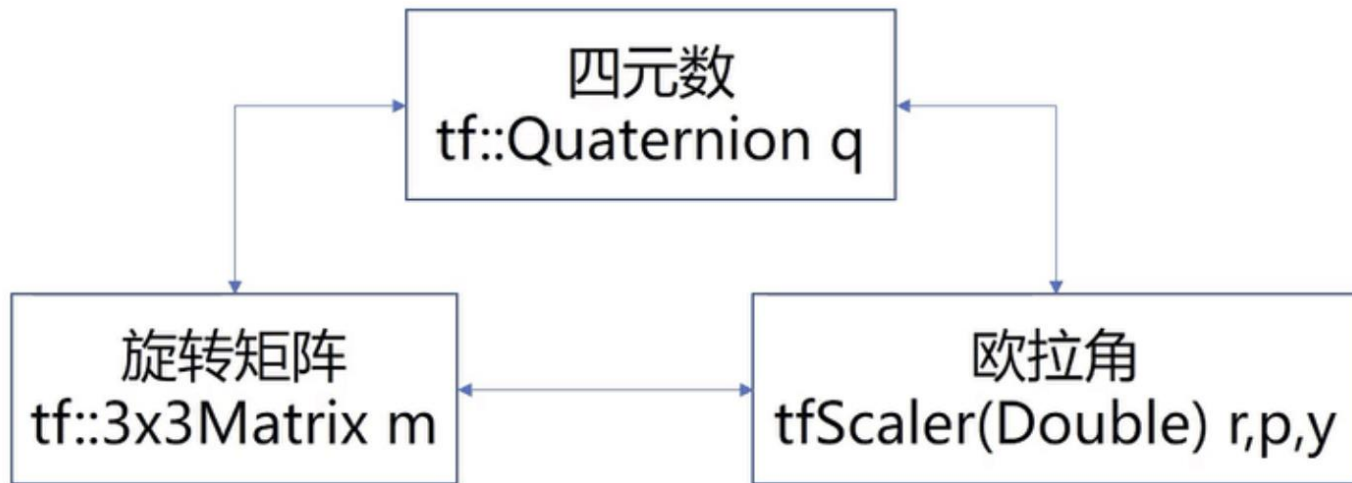 四元数
tf::Quaternion q
旋转矩阵
tf::3x3Matrix m
欧拉角
tfScaler(Double) r,p,y